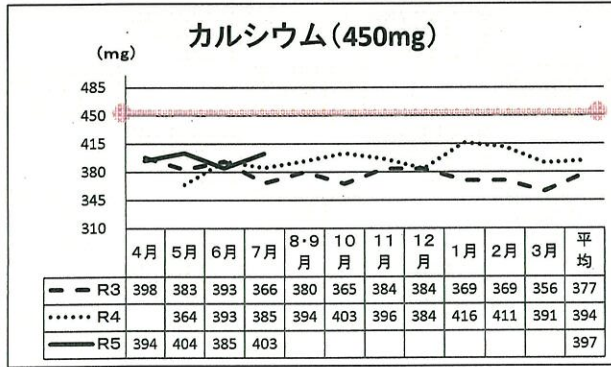 カルシウム(450mg)
(mg)
485
450
415
380
345
310
4月 5月 6月 7月 8・9月 10月 11月 12月 1月 2月 3月 平均
R3 398 383 393 366 380 365 384 384 369 369 356 377
R4 364 393 385 394 403 396 384 416 411 391 394
R5 394 404 385 403 397